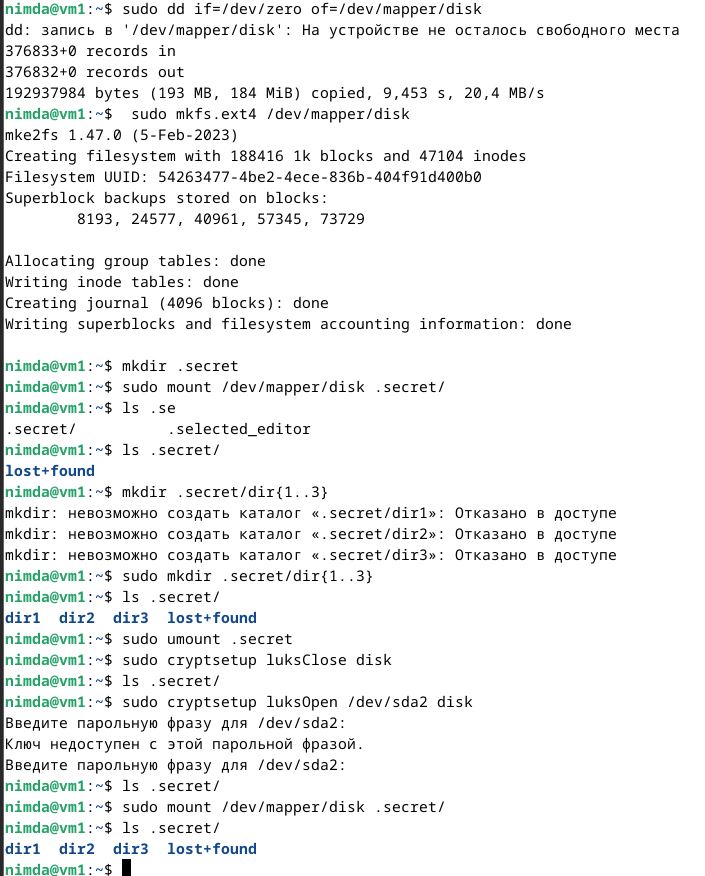 nimda@vm1:~$ sudo dd if=/dev/zero of=/dev/mapper/disk
dd: запись в '/dev/mapper/disk': На устройстве не осталось свободного места
376833+0 records in
376832+0 records out
192937984 bytes (193 MB, 184 MiB) copied, 9,453 s, 20,4 MB/s
nimda@vm1:~$  sudo mkfs.ext4 /dev/mapper/disk
mke2fs 1.47.0 (5-Feb-2023)
Creating filesystem with 188416 1k blocks and 47104 inodes
Filesystem UUID: 54263477-4be2-4ece-836b-404f91d400b0
Superblock backups stored on blocks:
        8193, 24577, 40961, 57345, 73729

Allocating group tables: done
Writing inode tables: done
Creating journal (4096 blocks): done
Writing superblocks and filesystem accounting information: done

nimda@vm1:~$ mkdir .secret
nimda@vm1:~$ sudo mount /dev/mapper/disk .secret/
nimda@vm1:~$ ls .se
.secret/          .selected_editor
nimda@vm1:~$ ls .secret/
lost+found
nimda@vm1:~$ mkdir .secret/dir{1..3}
mkdir: невозможно создать каталог «.secret/dir1»: Отказано в доступе
mkdir: невозможно создать каталог «.secret/dir2»: Отказано в доступе
mkdir: невозможно создать каталог «.secret/dir3»: Отказано в доступе
nimda@vm1:~$ sudo mkdir .secret/dir{1..3}
nimda@vm1:~$ ls .secret/
dir1  dir2  dir3  lost+found
nimda@vm1:~$ sudo umount .secret
nimda@vm1:~$ sudo cryptsetup luksClose disk
nimda@vm1:~$ ls .secret/
nimda@vm1:~$ sudo cryptsetup luksOpen /dev/sda2 disk
Введите парольную фразу для /dev/sda2:
Ключ недоступен с этой парольной фразой.
Введите парольную фразу для /dev/sda2:
nimda@vm1:~$ ls .secret/
nimda@vm1:~$ sudo mount /dev/mapper/disk .secret/
nimda@vm1:~$ ls .secret/
dir1  dir2  dir3  lost+found
nimda@vm1:~$